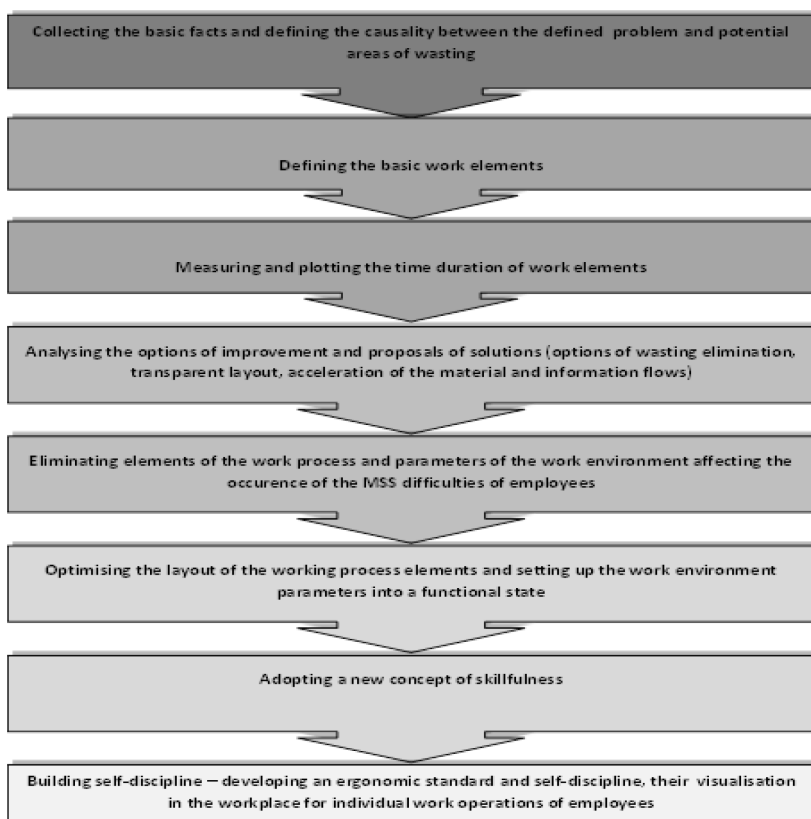 Collecting the basic facts and defining the causality between the defined problem and potential
areas of wasting
Defining the basic work elements
Measuring and plotting the time duration of work elements
Analysing the options of improvement and proposals of solutions (options of wasting elimination,
transparent layout, acceleration of the material and information flows)
Eliminating elements of the work process and parameters of the work environment affecting the
occurence of the MSS difficulties of employees
Optimising the layout of the working process elements and setting up the work environment
parameters into a functional state
Adopting a new concept of skillfulness
Building self-discipline – developing an ergonomic standard and self-discipline, their visualisation
in the workplace for individual work operations of employees